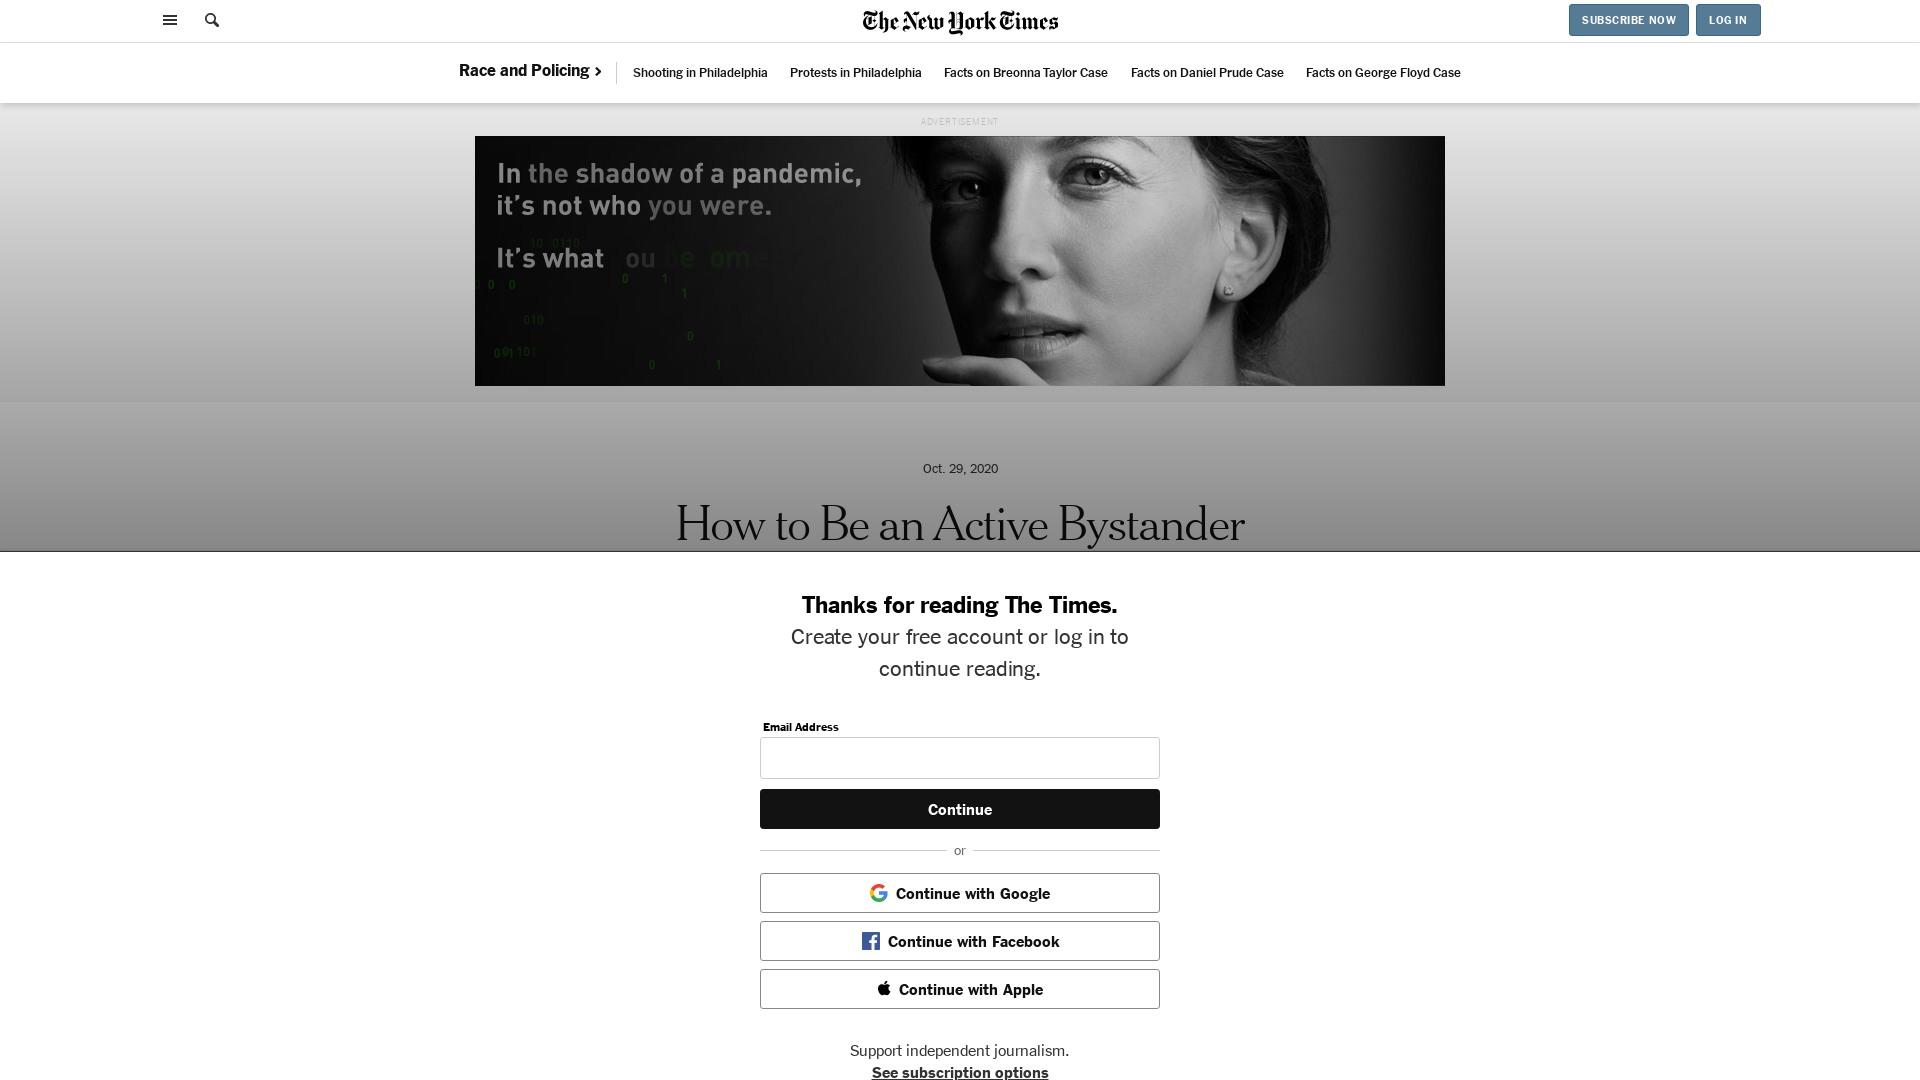 The New York Times
SUBSCRIBE NOW
LOG IN
Race and Policing
Shooting in Philadelphia
Protests in Philadelphia
Facts on Breonna Taylor Case
Facts on Daniel Prude Case
Facts on George Floyd Case
ADVERTISEMENT
In the shadow of a pandemic,
it's not who you were.
It's what ou be om
Oct. 29, 2020
How to Be an Active Bystander
Thanks for reading The Times.
Create your free account or log in to
continue reading.
Email Address
Continue
or
Continue with Google
Continue with Facebook
Continue with Apple
Support independent journalism.
See subscription options